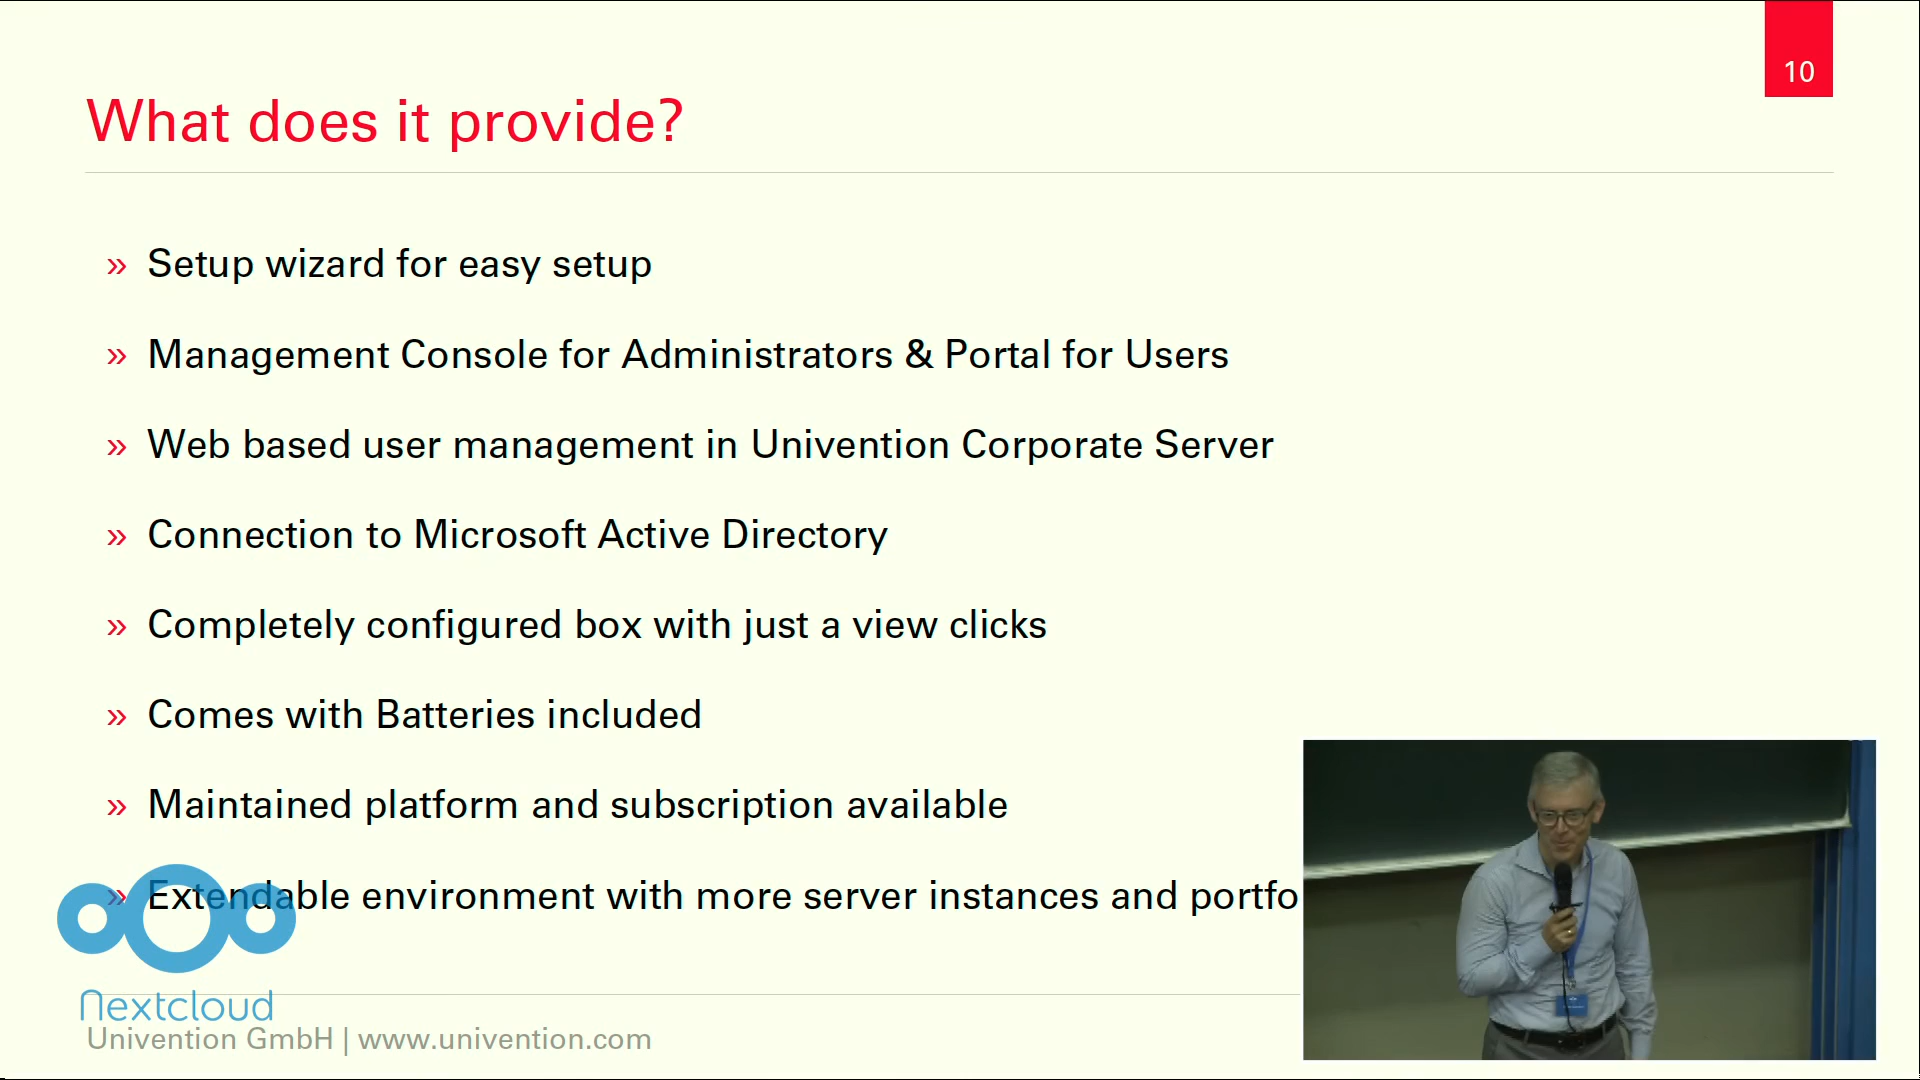 10
What does it provide?
» Setup wizard for easy setup
» Management Console for Administrators & Portal for Users
» Web based user management in Univention Corporate Server
» Connection to Microsoft Active Directory
» Completely configured box with just a view clicks
» Comes with Batteries included
» Maintained platform and subscription available
» Extendable environment with more server instances and portfo
Nextcloud
Univention GmbH | www.univention.com